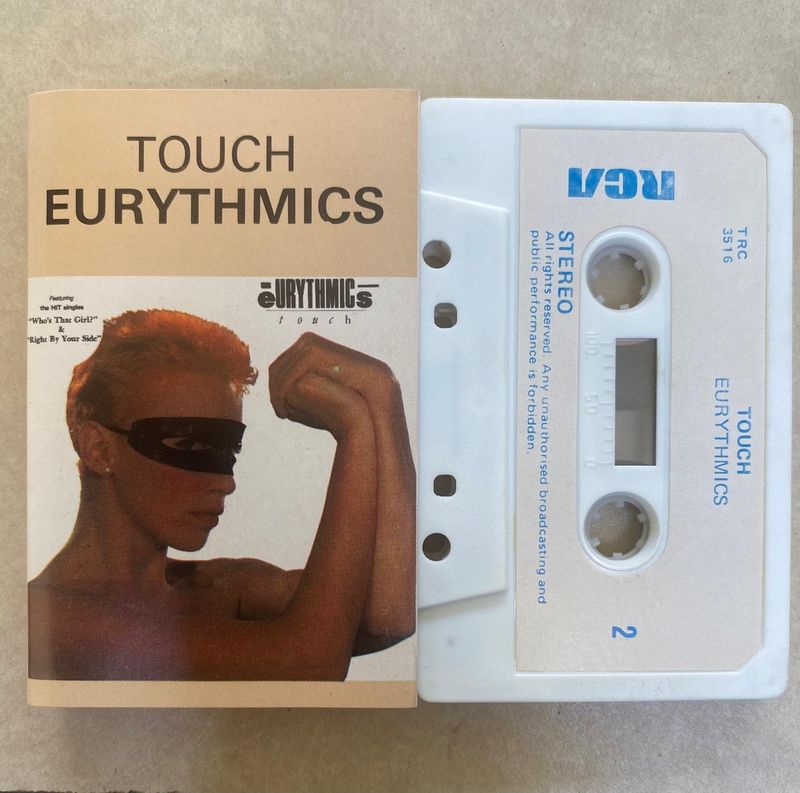 TOUCH
EURYTHMICS
Featuring
the HIT singles
"Who's That Girl?"
&
"Right By Your Side"
EURYTHMICS
touch
RCA
TRC
3516
STEREO
All rights reserved. Any unauthorised broadcasting and
public performance is forbidden.
100
50
0
TOUCH
EURYTHMICS
2